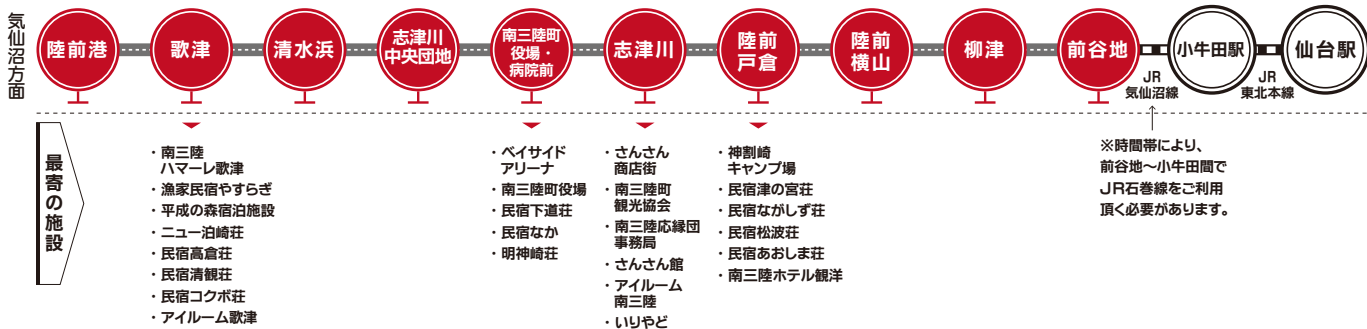 気仙沼方面
陸前港
歌津
清水浜
志津川
中央団地
南三陸町
役場・
病院前
志津川
陸前
戸倉
陸前
横山
柳津
前谷地
小牛田駅
仙台駅
JR
気仙沼線
JR
東北本線
最寄の施設
・南三陸
ハマーレ歌津
・漁家民宿やすらぎ
・平成の森宿泊施設
・ニュー泊崎荘
・民宿高倉荘
・民宿清観荘
・民宿コクボ荘
・アイルーム歌津
・ベイサイド
アリーナ
・南三陸町役場
・民宿下道荘
・民宿なか
・明神崎荘
・さんさん
商店街
・南三陸町
観光協会
・南三陸応縁団
事務局
・さんさん館
・アイルーム
南三陸
・いりやど
・神割崎
キャンプ場
・民宿津の宮荘
・民宿ながしず荘
・民宿松波荘
・民宿あおしま荘
・南三陸ホテル観洋
※時間帯により、
前谷地〜小牛田間で
JR石巻線をご利用
頂く必要があります。